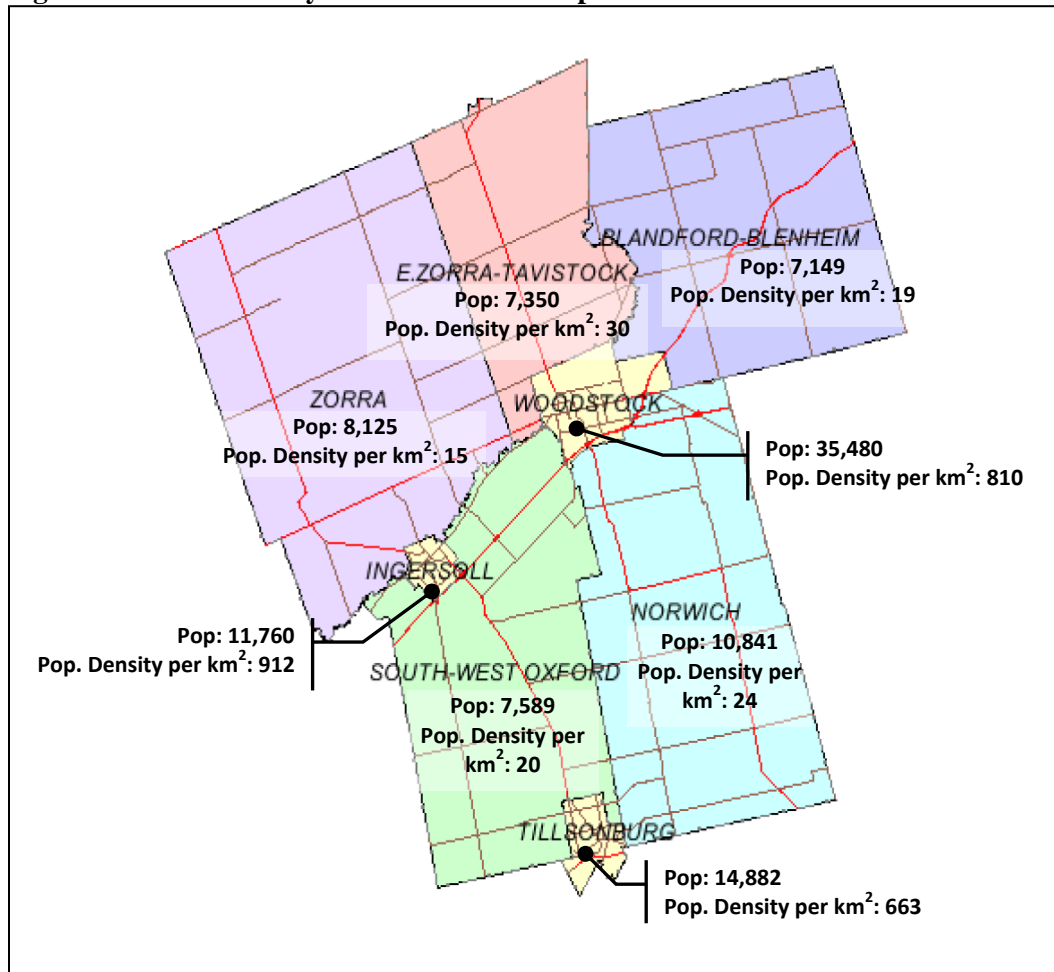 BLANDFORD-BLENHEIM
Pop: 7,149
Pop. Density per km²: 19
E.ZORRA-TAVISTOCK
Pop: 7,350
Pop. Density per km²: 30
ZORRA
Pop: 8,125
Pop. Density per km²: 15
WOODSTOCK
Pop: 35,480
Pop. Density per km²: 810
INGERSOLL
Pop: 11,760
Pop. Density per km²: 912
NORWICH
Pop: 10,841
Pop. Density per
km²: 24
SOUTH-WEST OXFORD
Pop: 7,589
Pop. Density per
km²: 20
TILLSONBURG
Pop: 14,882
Pop. Density per km²: 663